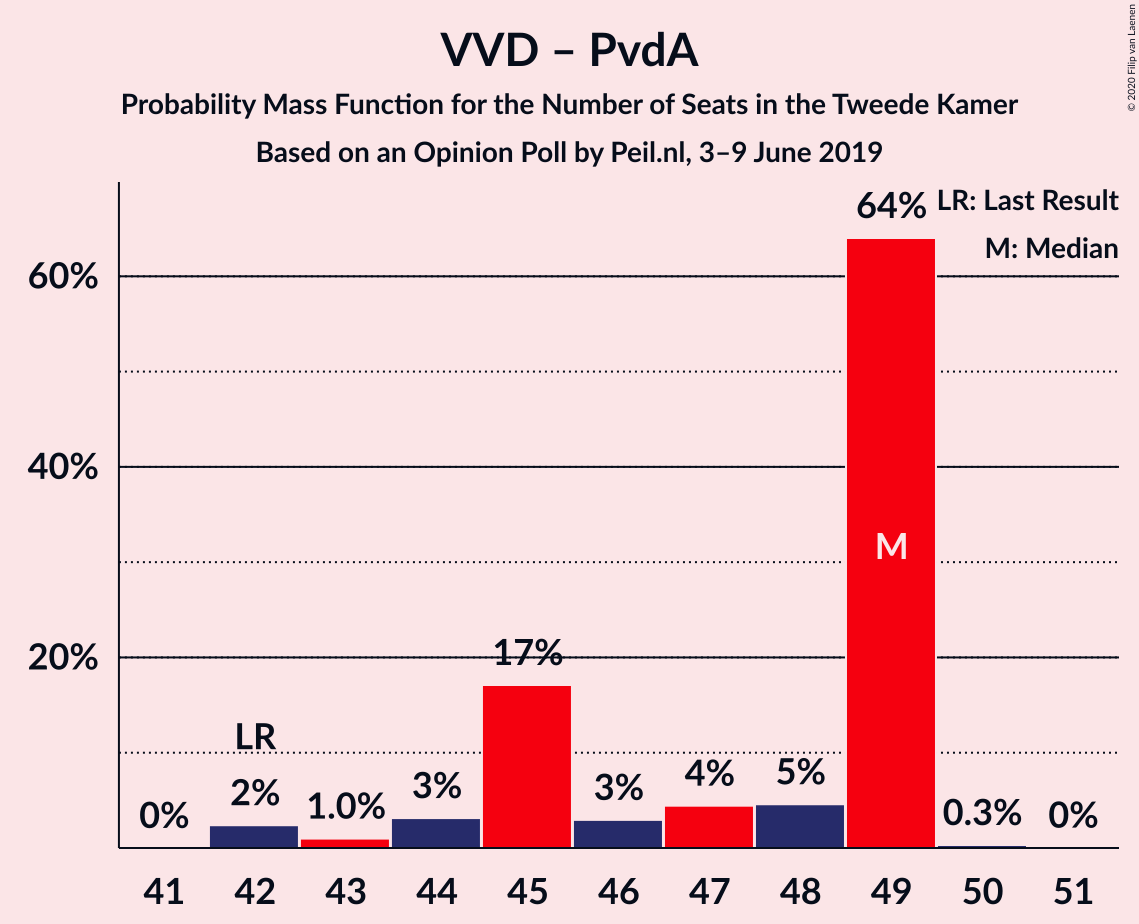 VVD – PvdA
Probability Mass Function for the Number of Seats in the Tweede Kamer
Based on an Opinion Poll by Peil.nl, 3–9 June 2019
© 2020 Filip van Laenen
LR: Last Result
M: Median
60%
40%
20%
0%
LR
2%
1.0%
3%
17%
3%
4%
5%
64%
M
0.3%
0%
41 42 43 44 45 46 47 48 49 50 51